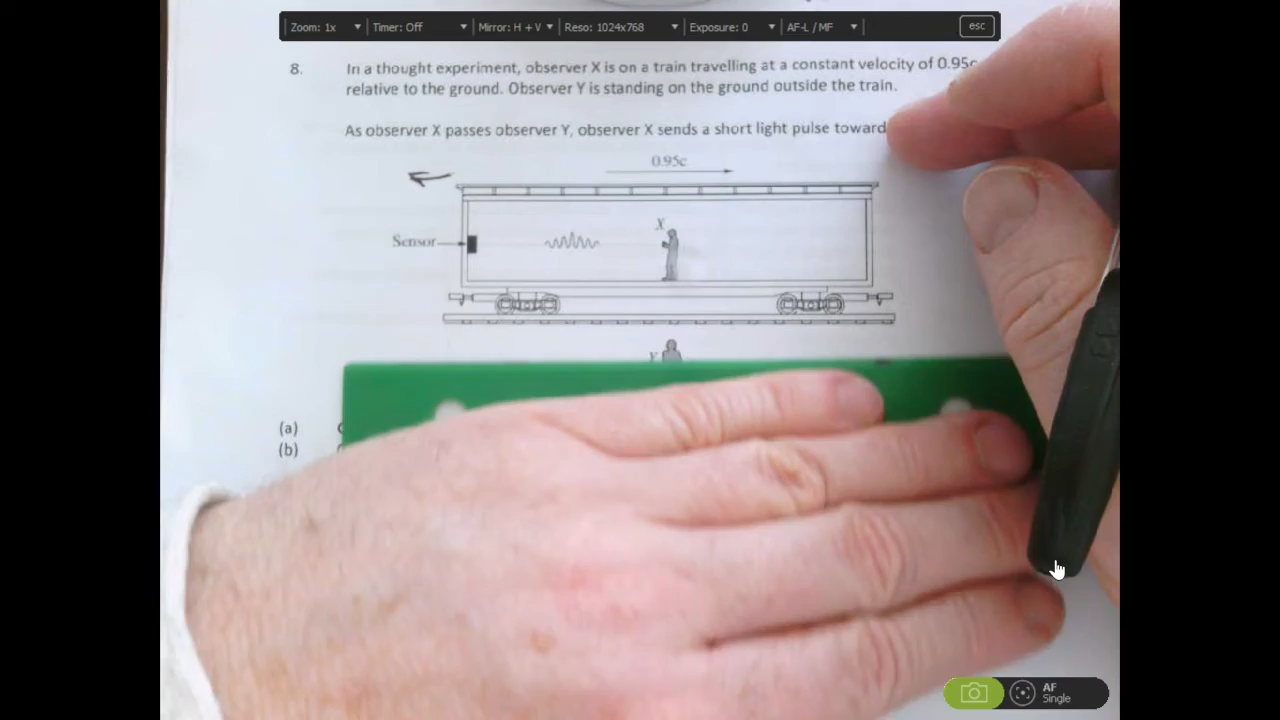 Zoom: 1x Timer: Off Mirror: H + V Reso: 1024x768 Exposure: 0 AF-L / MF esc
8. In a thought experiment, observer X is on a train travelling at a constant velocity of 0.95c
relative to the ground. Observer Y is standing on the ground outside the train.
As observer X passes observer Y, observer X sends a short light pulse toward
0.95c
X
Sensor
Y
(a)
(b)
AF
Single